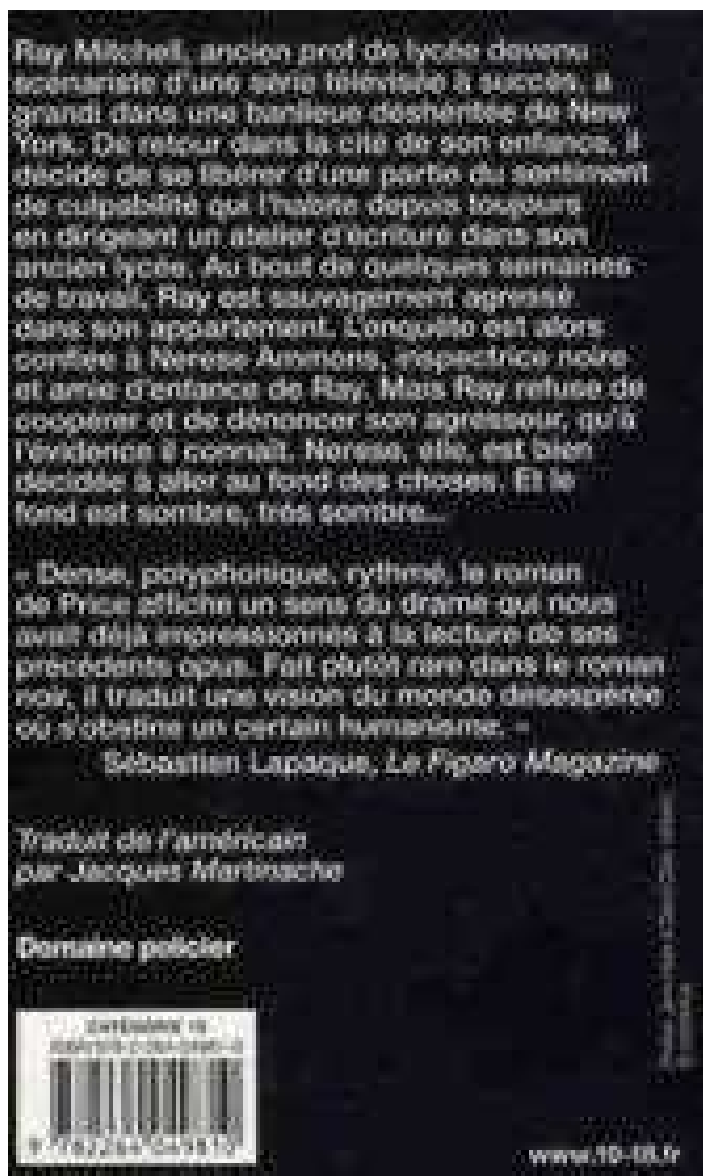 Ray Mitchell, ancien prof de lycée devenu
scénariste d'une série télévisée à succès, a
grandi dans une banlieue déshéritée de New
York. De retour dans la cité de son enfance, il
décide de se libérer d'une partie du sentiment
de culpabilité qui l'habite depuis toujours
en dirigeant un atelier d'écriture dans son
ancien lycée. Au bout de quelques semaines
de travail, Ray est sauvagement agressé
dans son appartement. L'enquête est alors
confiée à Nerese Ammons, inspectrice noire
et amie d'enfance de Ray. Mais Ray refuse de
coopérer et de dénoncer son agresseur, qu'à
l'évidence il connaît. Nerese, elle, est bien
décidée à aller au fond des choses. Et le
fond est sombre, très sombre...
« Dense, polyphonique, rythmé, le roman
de Price affiche un sens du drame qui nous
avait déjà impressionnés à la lecture de ses
précédents opus. Fait plutôt rare dans le roman
noir, il traduit une vision du monde désespérée
où s'obstine un certain humanisme. »
Sébastien Lapaque, Le Figaro Magazine
Traduit de l'américain
par Jacques Martinache
Domaine policier
www.10-18.fr